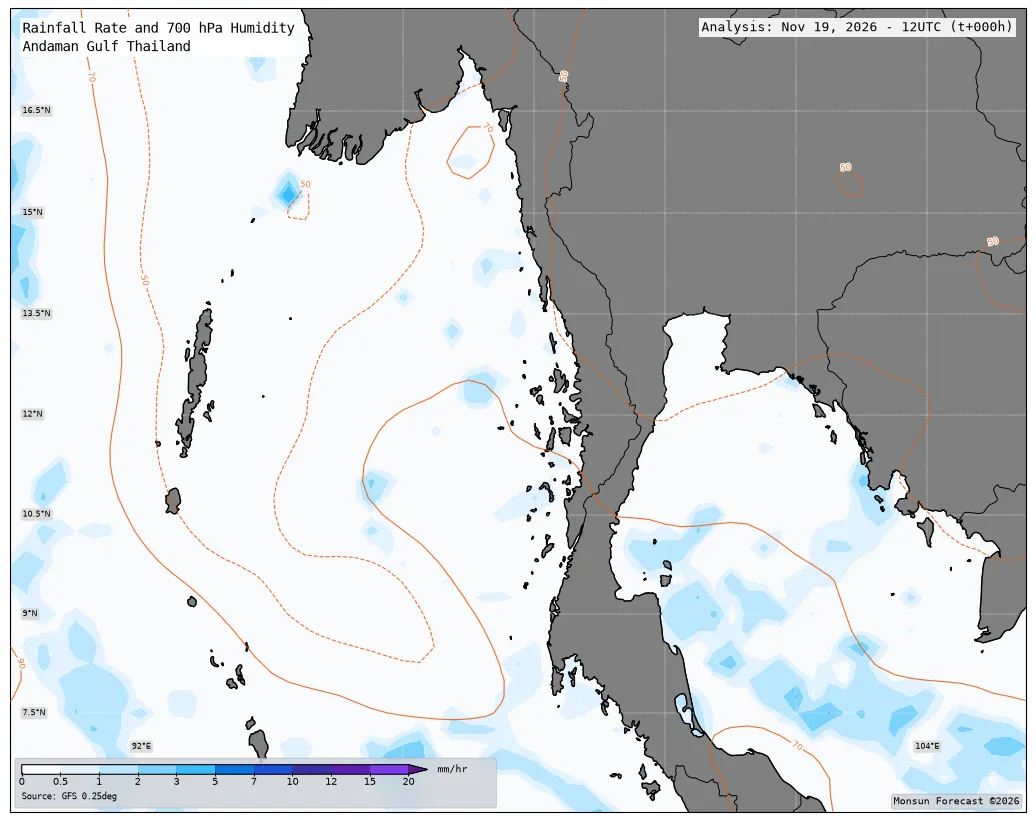 Rainfall Rate and 700 hPa Humidity
Andaman Gulf Thailand
Analysis: Nov 19, 2026 - 12UTC (t+000h)
70
50
70
16.5°N
50
50
15°N
50
50
13.5°N
12°N
10.5°N
9°N
90
7.5°N
92°E
70
104°E
mm/hr
0 0.5 1 2 3 5 7 10 12 15 20
Source: GFS 0.25deg
Monsun Forecast ©2026